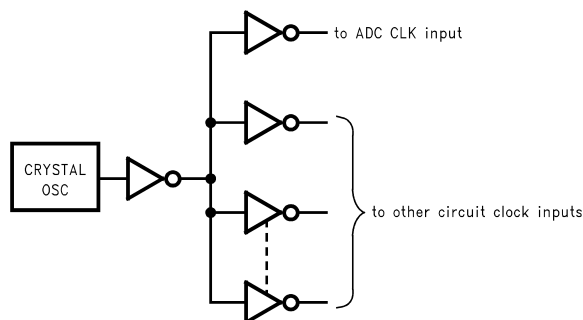 to ADC CLK input
CRYSTAL
OSC
to other circuit clock inputs